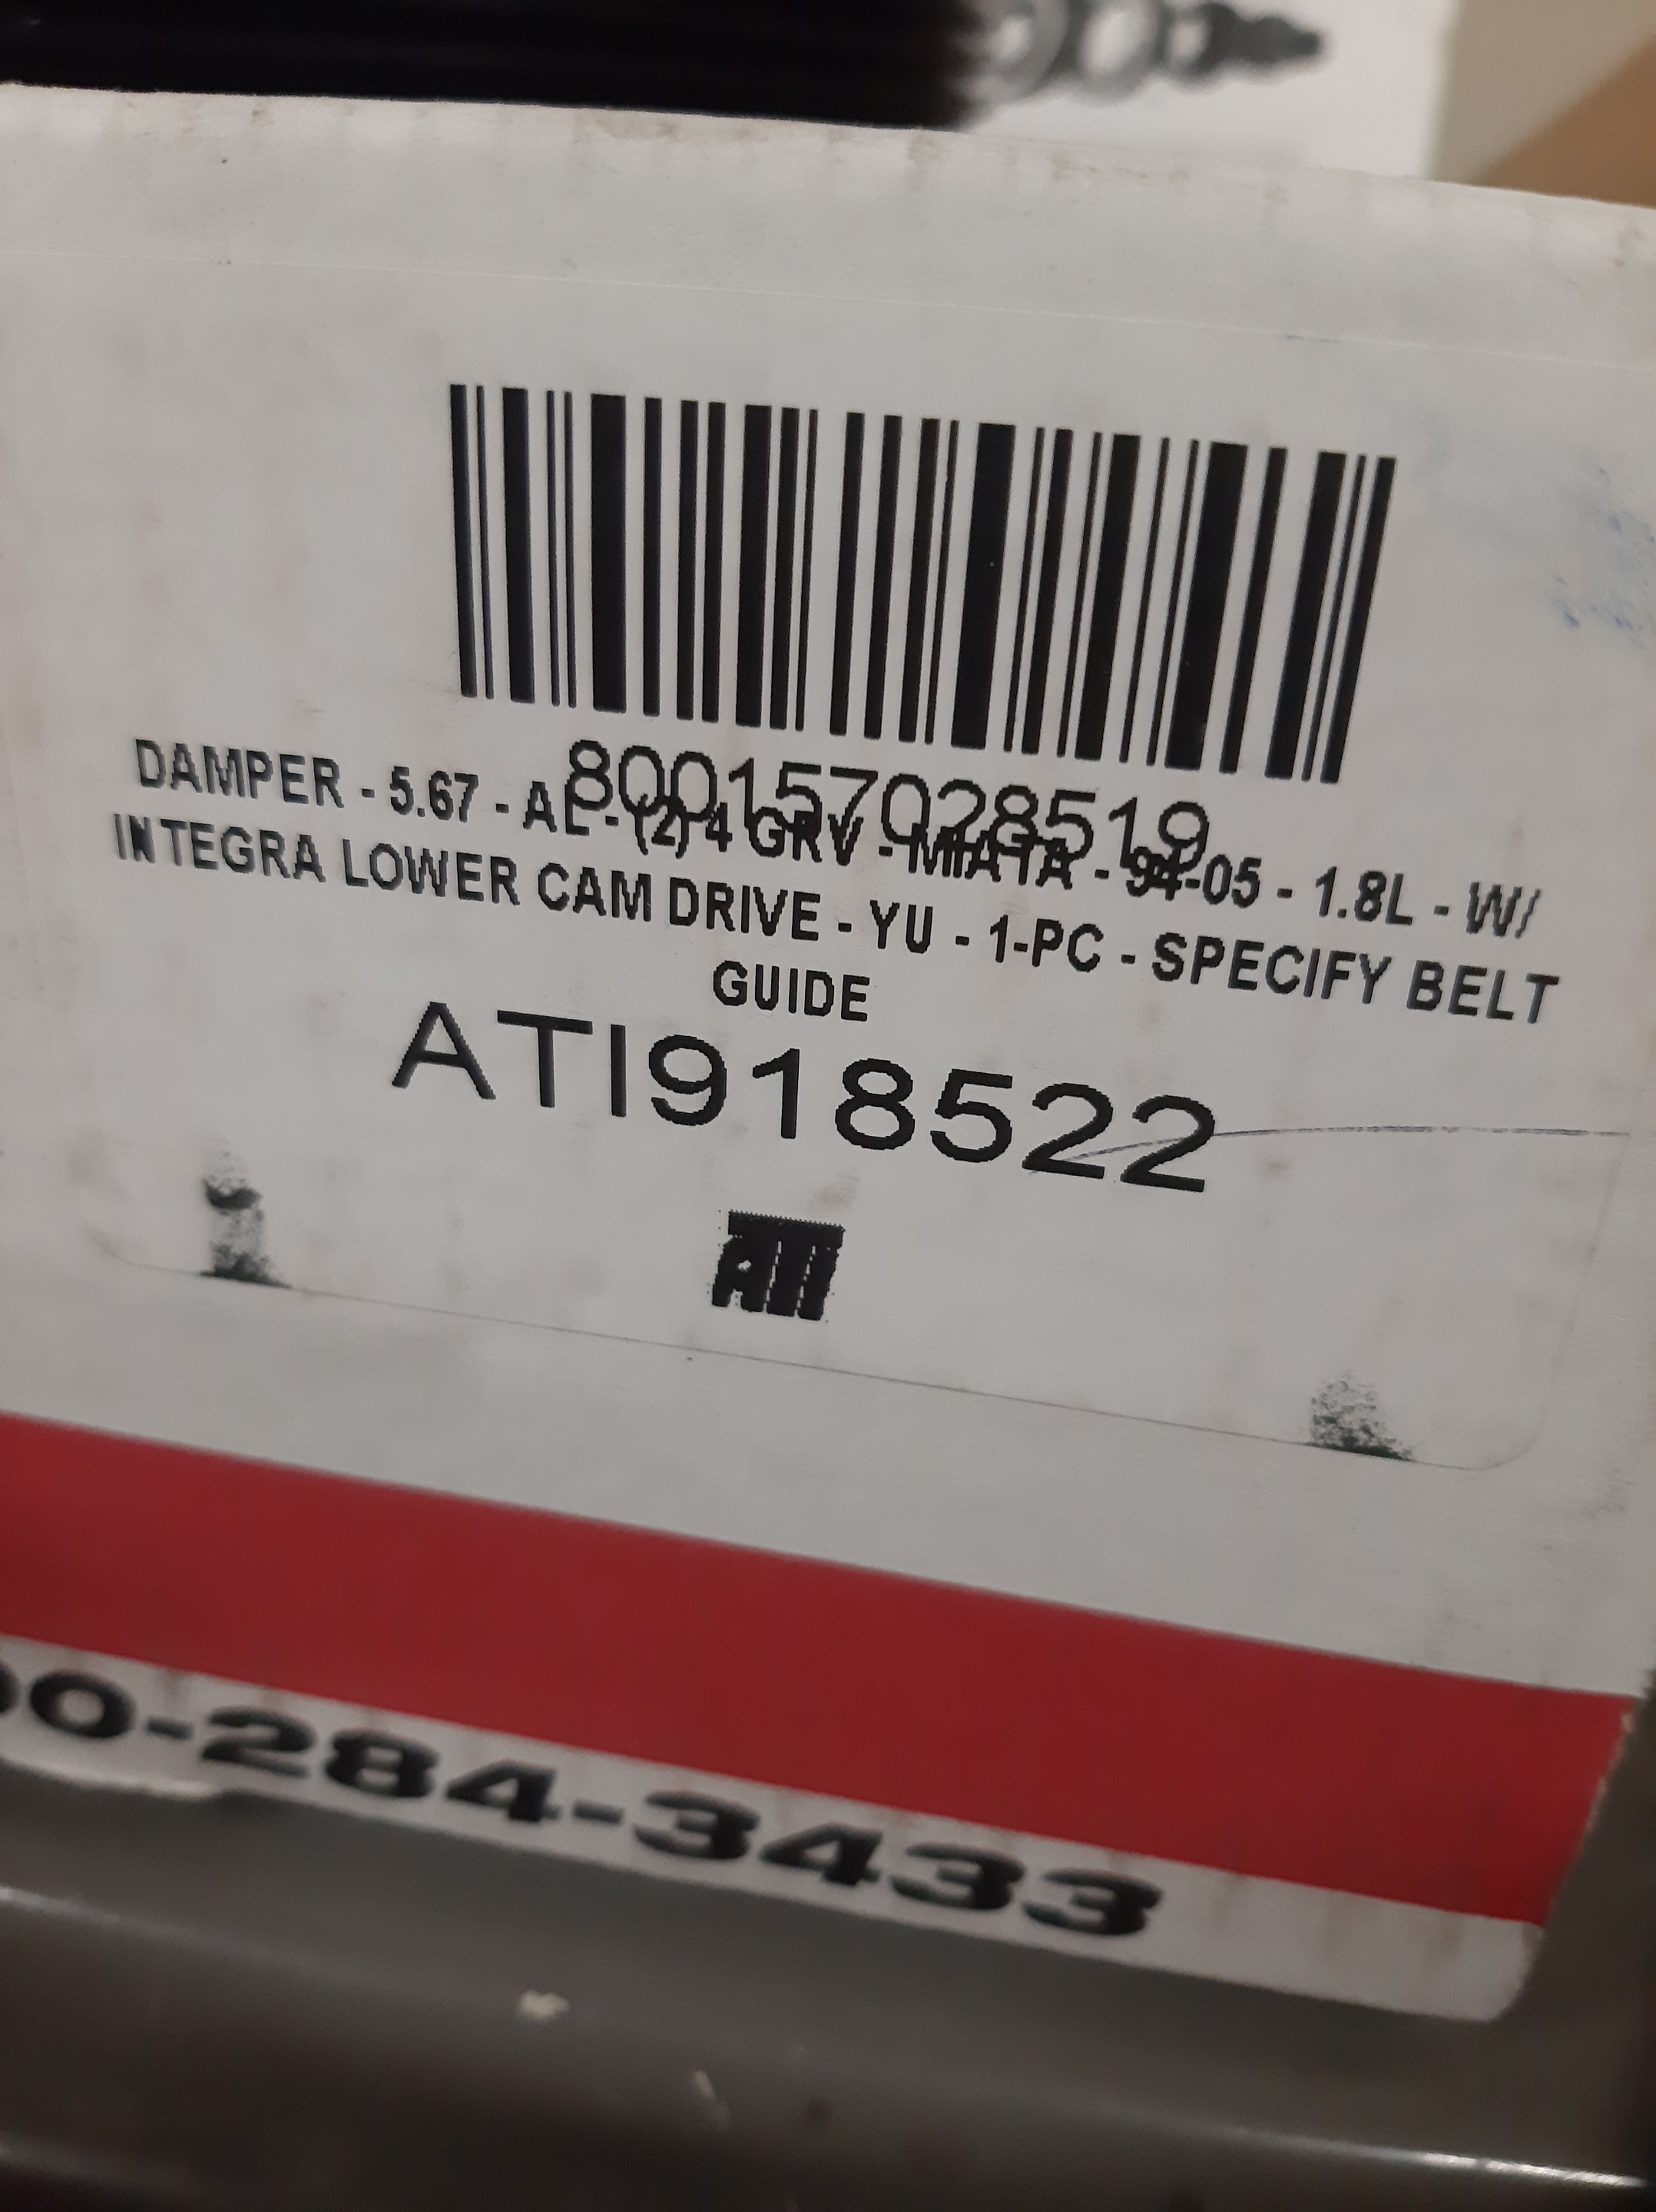 800157028519
DAMPER - 5.67 - AL - (2) 4 GRV - MIATA - 94-05 - 1.8L - W/
INTEGRA LOWER CAM DRIVE - YU - 1-PC - SPECIFY BELT
GUIDE
ATI918522
ATI
00-284-3433